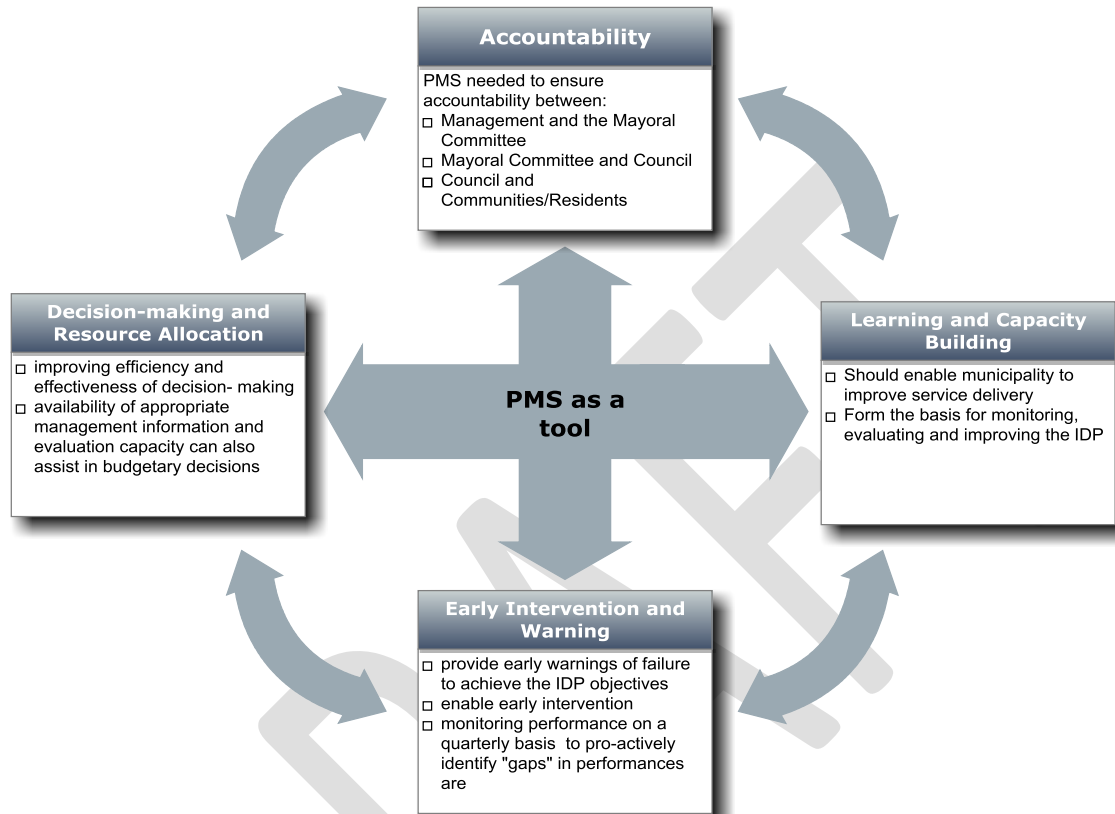 Accountability
PMS needed to ensure
accountability between:
Management and the Mayoral
Committee
Mayoral Committee and Council
Council and
Communities/Residents
Decision-making and
Resource Allocation
improving efficiency and
effectiveness of decision- making
availability of appropriate
management information and
evaluation capacity can also
assist in budgetary decisions
PMS as a
tool
Learning and Capacity
Building
Should enable municipality to
improve service delivery
Form the basis for monitoring,
evaluating and improving the IDP
Early Intervention and
Warning
provide early warnings of failure
to achieve the IDP objectives
enable early intervention
monitoring performance on a
quarterly basis  to pro-actively
identify "gaps" in performances
are
DRAFT